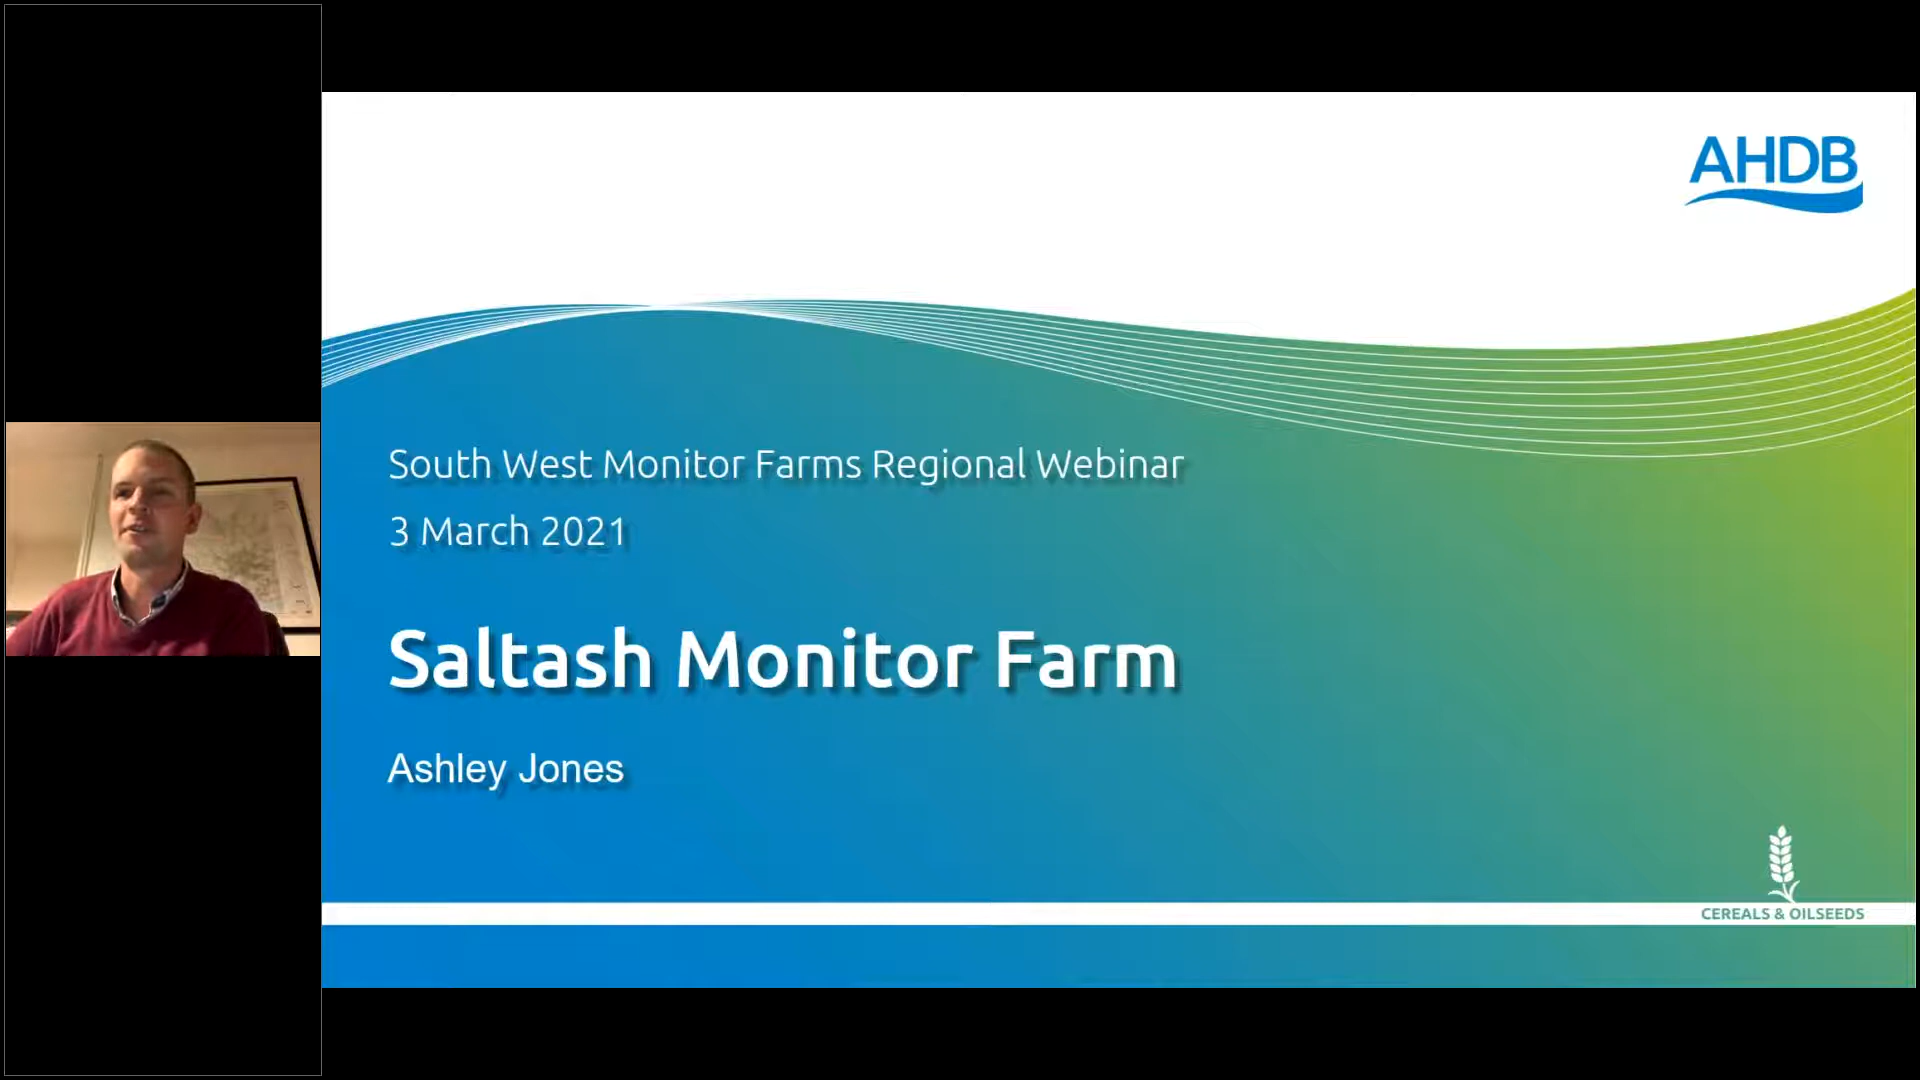 AHDB
South West Monitor Farms Regional Webinar
3 March 2021
Saltash Monitor Farm
Ashley Jones
CEREALS & OILSEEDS